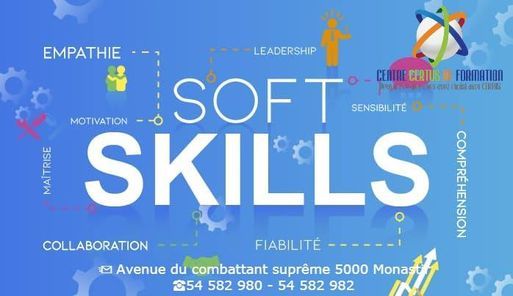 EMPATHIE
LEADERSHIP
CENTRE CERTUS DE FORMATION
SOFT
SENSIBILITÉ
MOTIVATION
SKILLS
MAÎTRISE
COMPRÉHENSION
COLLABORATION
FIABILITÉ
Avenue du combattant suprême 5000 Monastir
☎54 582 980 - 54 582 982